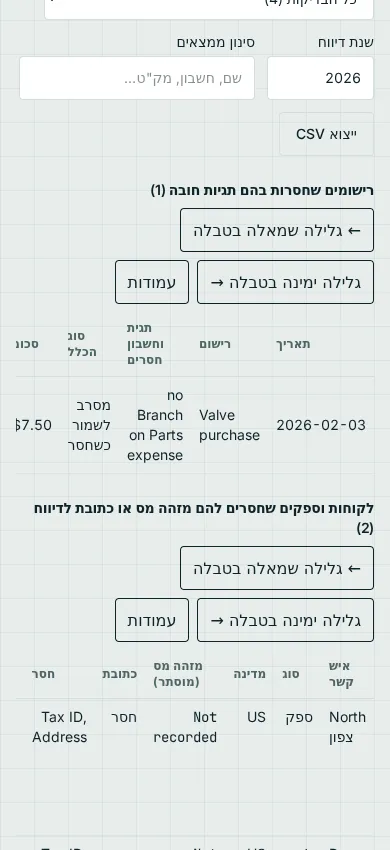 כל הבדיקות (4)
שנת דיווח
סינון ממצאים
2026
שם, חשבון, מק"ט...
ייצוא CSV
רישומים שחסרות בהם תגיות חובה (1)
← גלילה שמאלה בטבלה
גלילה ימינה בטבלה →
עמודות
תאריך
רישום
תגית וחשבון חסרים
סוג הכלל
סכום
2026-02-03
Valve purchase
no Branch on Parts expense
מסרב לשמור כשחסר
$7.50
לקוחות וספקים שחסרים להם מזהה מס או כתובת לדיווח
(2)
← גלילה שמאלה בטבלה
גלילה ימינה בטבלה →
עמודות
איש קשר
סוג
מדינה
מזהה מס (מוסתר)
כתובת
חסר
North צפון
ספק
US
Not recorded
חסר
Tax ID, Address